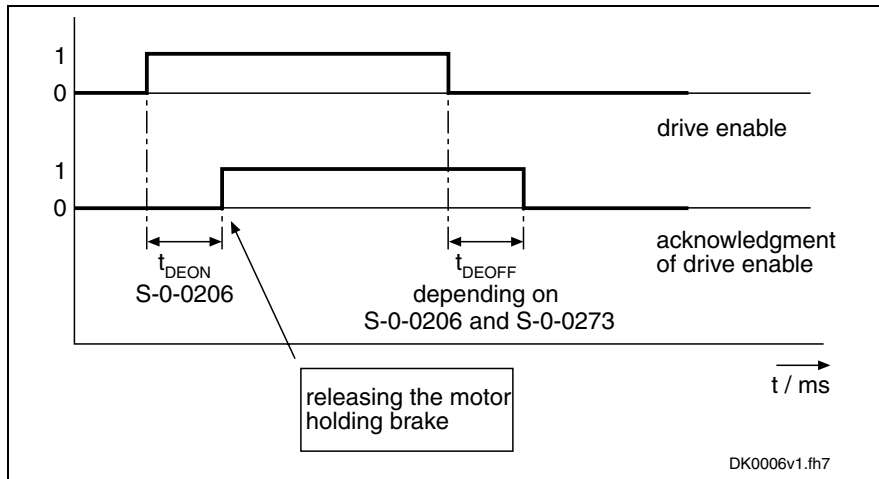 1
0
drive enable
1
0
acknowledgment
of drive enable
tDEON
S-0-0206
tDEOFF
depending on
S-0-0206 and S-0-0273
t / ms
releasing the motor
holding brake
DK0006v1.fh7